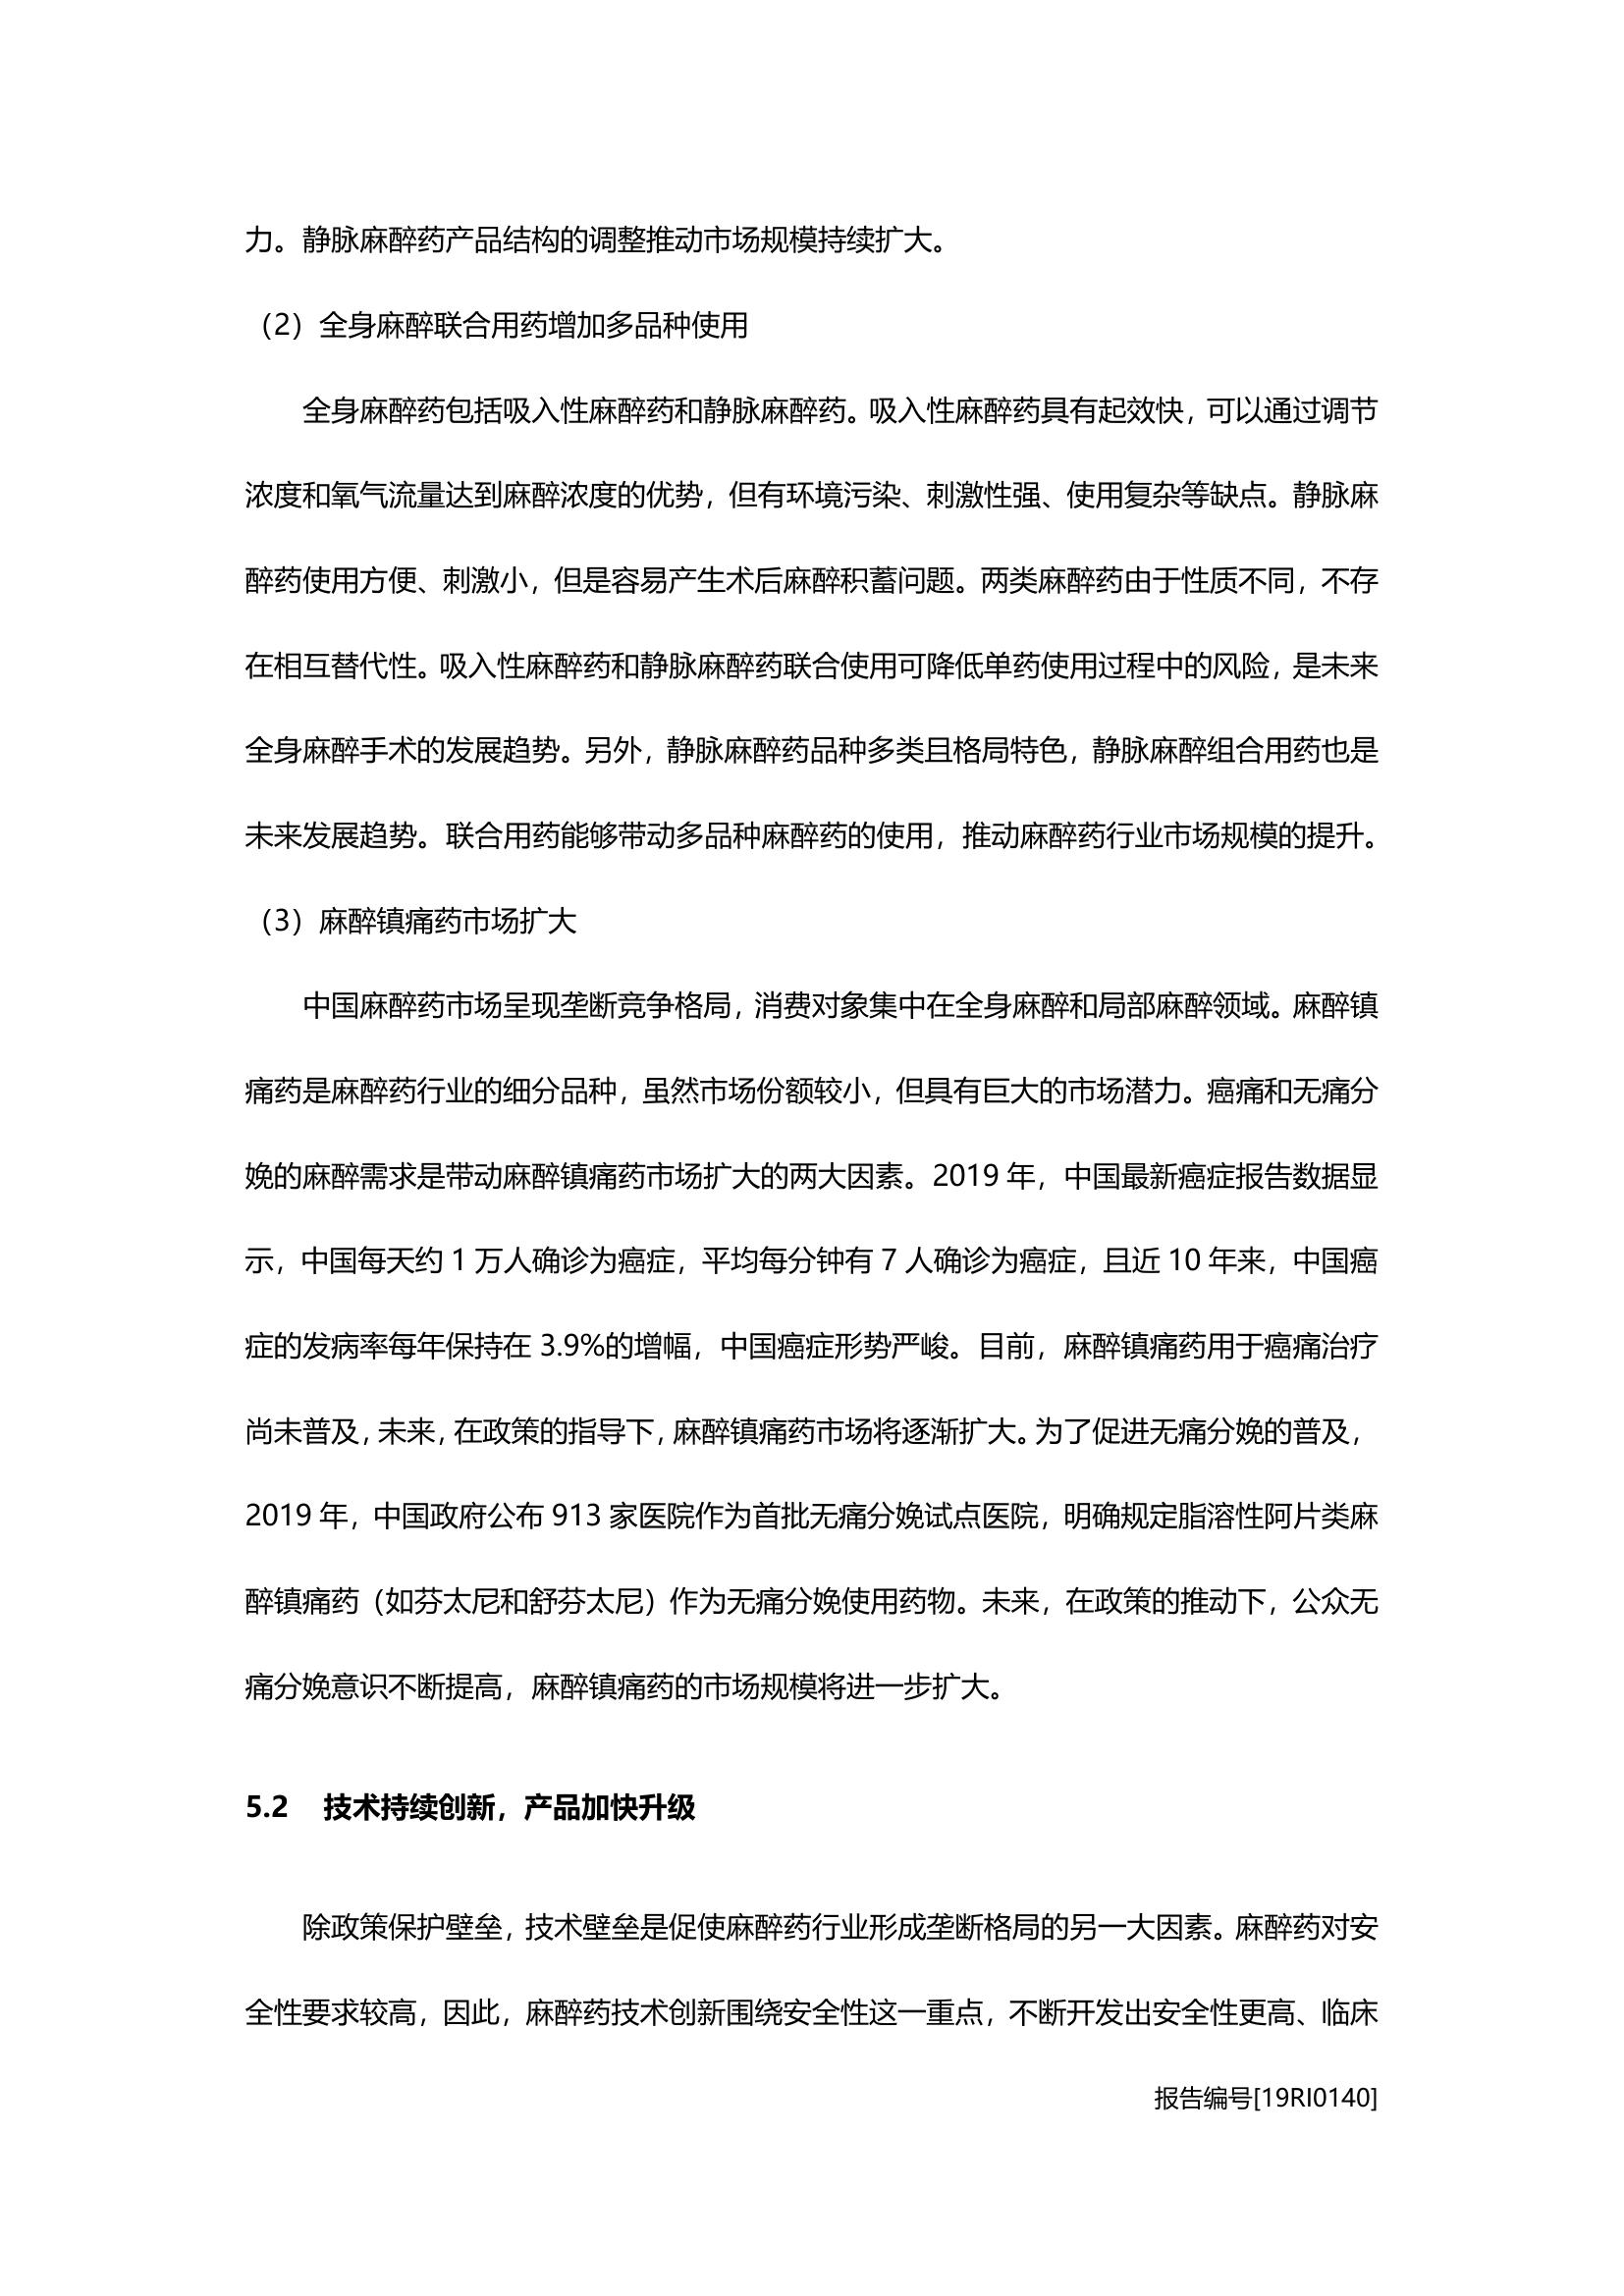 力。静脉麻醉药产品结构的调整推动市场规模持续扩大。
（2）全身麻醉联合用药增加多品种使用
全身麻醉药包括吸入性麻醉药和静脉麻醉药。吸入性麻醉药具有起效快，可以通过调节
浓度和氧气流量达到麻醉浓度的优势，但有环境污染、刺激性强、使用复杂等缺点。静脉麻
醉药使用方便、刺激小，但是容易产生术后麻醉积蓄问题。两类麻醉药由于性质不同，不存
在相互替代性。吸入性麻醉药和静脉麻醉药联合使用可降低单药使用过程中的风险，是未来
全身麻醉手术的发展趋势。另外，静脉麻醉药品种多类且格局特色，静脉麻醉组合用药也是
未来发展趋势。联合用药能够带动多品种麻醉药的使用，推动麻醉药行业市场规模的提升。
（3）麻醉镇痛药市场扩大
中国麻醉药市场呈现垄断竞争格局，消费对象集中在全身麻醉和局部麻醉领域。麻醉镇
痛药是麻醉药行业的细分品种，虽然市场份额较小，但具有巨大的市场潜力。癌痛和无痛分
娩的麻醉需求是带动麻醉镇痛药市场扩大的两大因素。2019 年，中国最新癌症报告数据显
示，中国每天约 1 万人确诊为癌症，平均每分钟有 7 人确诊为癌症，且近 10 年来，中国癌
症的发病率每年保持在 3.9%的增幅，中国癌症形势严峻。目前，麻醉镇痛药用于癌痛治疗
尚未普及，未来，在政策的指导下，麻醉镇痛药市场将逐渐扩大。为了促进无痛分娩的普及，
2019 年，中国政府公布 913 家医院作为首批无痛分娩试点医院，明确规定脂溶性阿片类麻
醉镇痛药（如芬太尼和舒芬太尼）作为无痛分娩使用药物。未来，在政策的推动下，公众无
痛分娩意识不断提高，麻醉镇痛药的市场规模将进一步扩大。
5.2 技术持续创新，产品加快升级
除政策保护壁垒，技术壁垒是促使麻醉药行业形成垄断格局的另一大因素。麻醉药对安
全性要求较高，因此，麻醉药技术创新围绕安全性这一重点，不断开发出安全性更高、临床
报告编号[19RI0140]